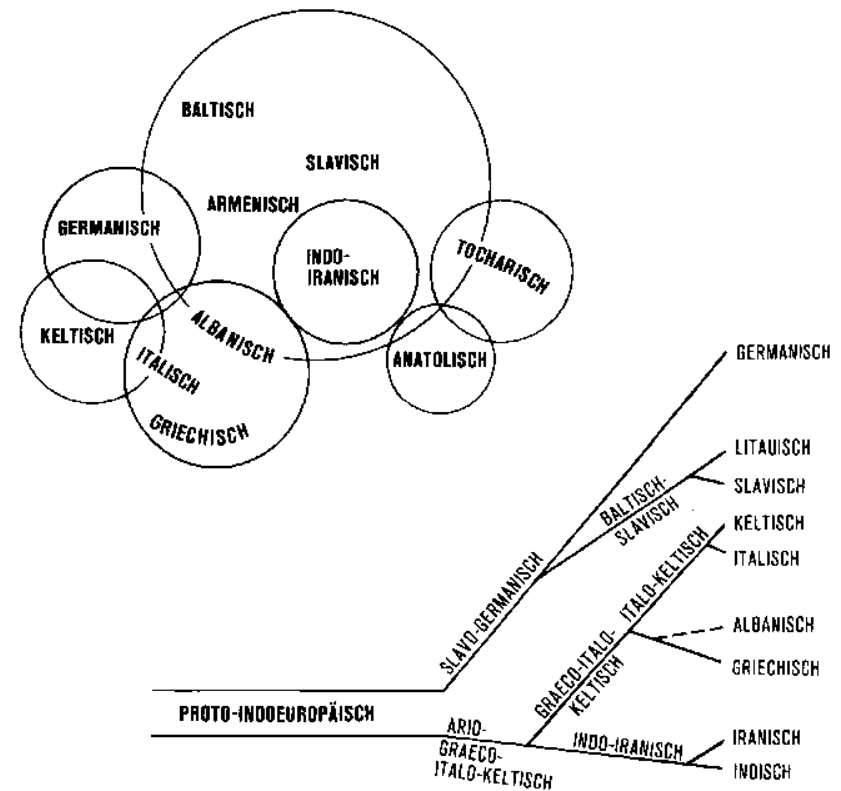 BALTISCH
SLAVISCH
ARMENISCH
GERMANISCH
INDO-
IRANISCH
TOCHARISCH
KELTISCH
ALBANISCH
ITALISCH
ANATOLISCH
GRIECHISCH
GERMANISCH
LITAUISCH
BALTISCH-
SLAVISCH
SLAVISCH
KELTISCH
ITALISCH
SLAVO-GERMANISCH
ITALO-KELTISCH
GRAECO-ITALO-
KELTISCH
ALBANISCH
GRIECHISCH
PROTO-INDOEUROPÄISCH
ARIO-
GRAECO-
ITALO-KELTISCH
INDO-IRANISCH
IRANISCH
INDISCH